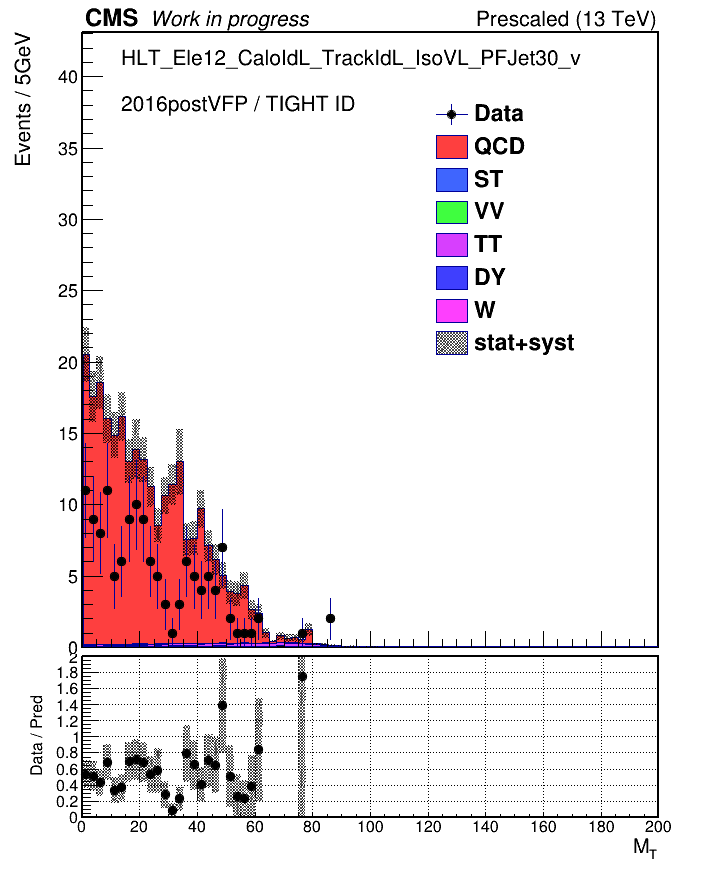 CMS Work in progress Prescaled (13 TeV)
HLT_Ele12_CaloIdL_TrackIdL_IsoVL_PFJet30_v
2016postVFP / TIGHT ID
Events / 5GeV
40
35
30
25
20
15
10
5
0
Data
QCD
ST
VV
TT
DY
W
stat+syst
Data / Pred
2
1.8
1.6
1.4
1.2
1
0.8
0.6
0.4
0.2
0
0 20 40 60 80 100 120 140 160 180 200
M_T